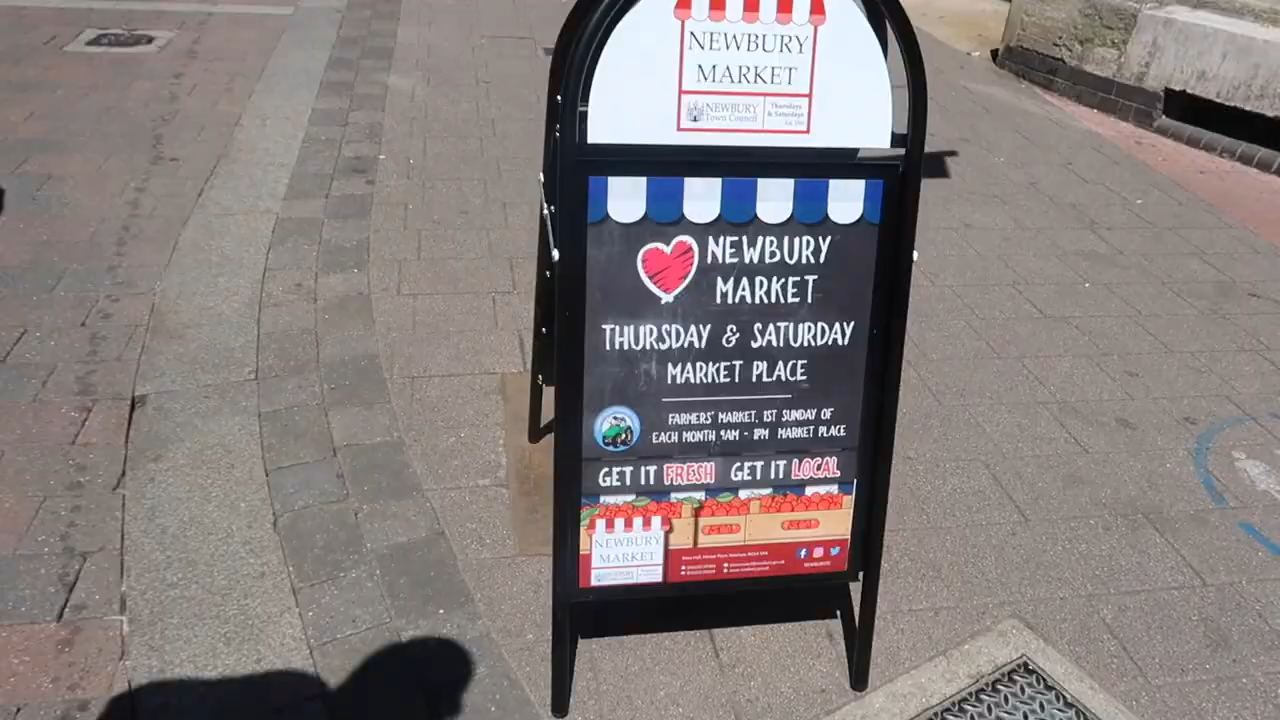 NEWBURY
MARKET
NEWBURY
Town Council
Thursdays
& Saturdays
NEWBURY
MARKET
THURSDAY & SATURDAY
MARKET PLACE
FARMERS' MARKET, 1ST SUNDAY OF
EACH MONTH 9AM - 1PM MARKET PLACE
GET IT FRESH GET IT LOCAL
NEWBURY
MARKET